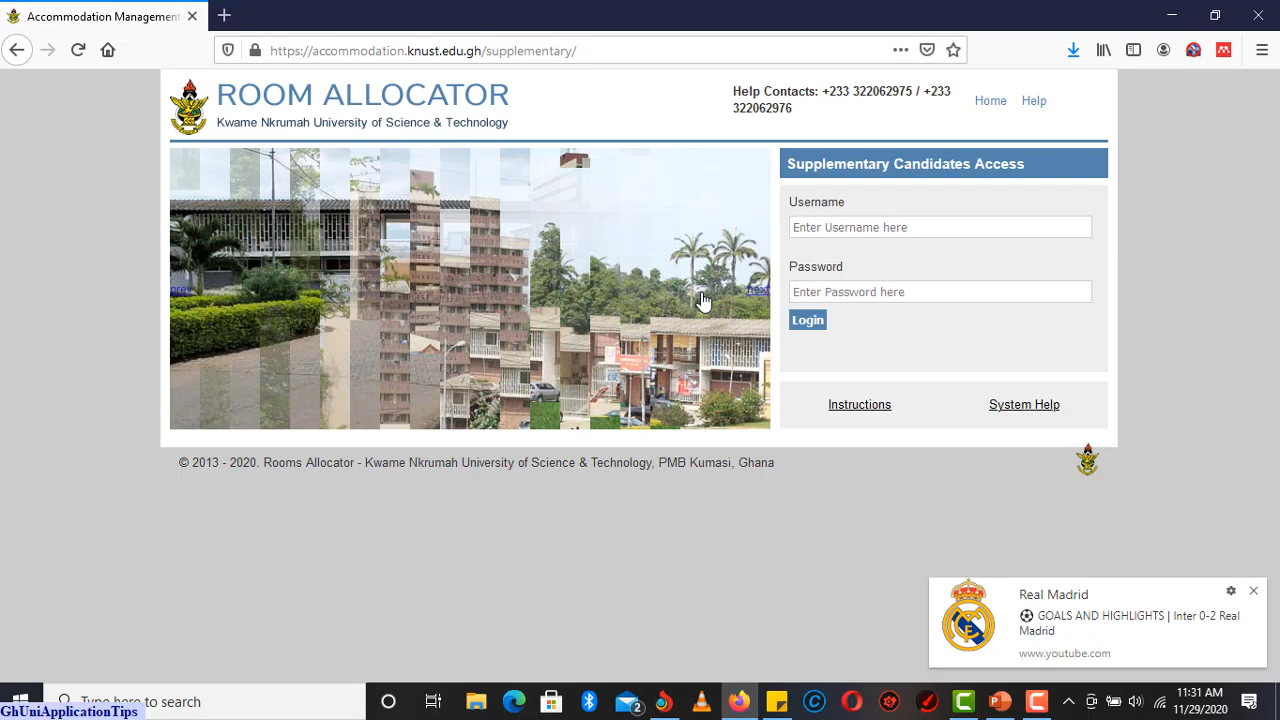 Accommodation Management
https://accommodation.knust.edu.gh/supplementary/
ROOM ALLOCATOR
Kwame Nkrumah University of Science & Technology
Help Contacts: +233 322062975 / +233
322062976
Home Help
prev
next
Supplementary Candidates Access
Username
Enter Username here
Password
Enter Password here
Login
Instructions System Help
© 2013 - 2020. Rooms Allocator - Kwame Nkrumah University of Science & Technology, PMB Kumasi, Ghana
Real Madrid
⚽ GOALS AND HIGHLIGHTS | Inter 0-2 Real
Madrid
www.youtube.com
Type here to search
2
11:31 AM
11/29/2020
GhUniApplicationTips